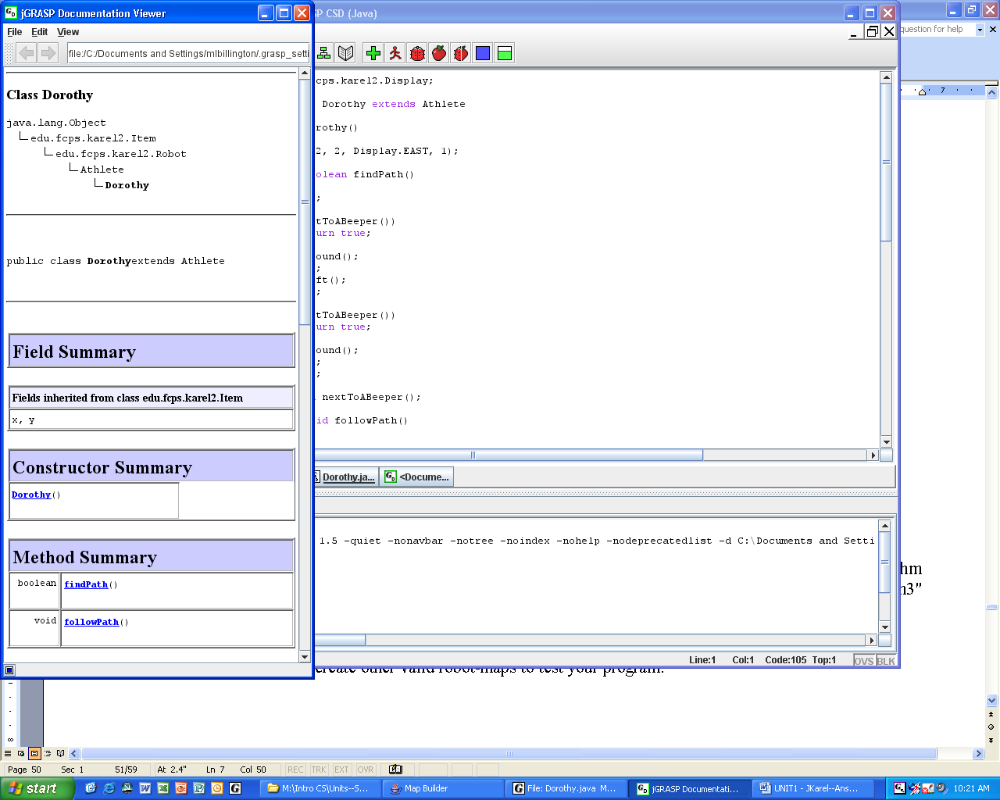 jGRASP Documentation Viewer
File Edit View
file:/C:/Documents and Settings/mlbillington/.grasp_setti
Class Dorothy
java.lang.Object
edu.fcps.karel2.Item
edu.fcps.karel2.Robot
Athlete
Dorothy
public class Dorothyextends Athlete
Field Summary
Fields inherited from class edu.fcps.karel2.Item
x, y
Constructor Summary
Dorothy()
Method Summary
boolean findPath()
void followPath()
P CSD (Java)
question for help
fcps.karel2.Display;
Dorothy extends Athlete
rothy()
2, 2, Display.EAST, 1);
olean findPath()
;
tToABeeper())
urn true;
ound();
;
ft();
;
tToABeeper())
urn true;
ound();
;
;
nextToABeeper();
id followPath()
Dorothy.ja... <Docume...
1.5 -quiet -nonavbar -notree -noindex -nohelp -nodeprecatedlist -d C:\Documents and Setti
Line:1 Col:1 Code:105 Top:1 OVS BLK
7
hm
n3"
create other valid robot-maps to test your program.
Page 50 Sec 1 51/59 At 2.4" Ln 7 Col 50 REC TRK EXT OVR
start M:\Intro CS\Units--S... Map Builder File: Dorothy.java M... jGRASP Documentati... UNIT1 - JKarel--Ans... 10:21 AM